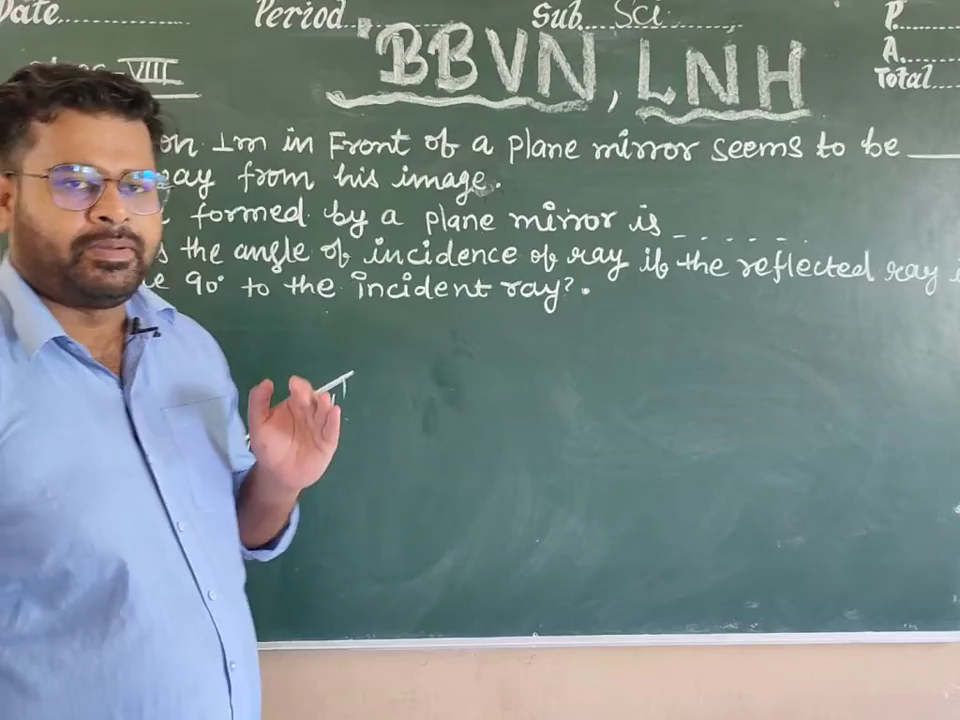 Date........ Period........ Sub....Sci........ P........
A........
VIII Total........
BBVN, LNH
on 1m in Front of a plane mirror seems to be ____
away from his image.
formed by a plane mirror is _ . _ . _ . .
the angle of incidence of ray if the reflected ray
90° to the incident ray?.